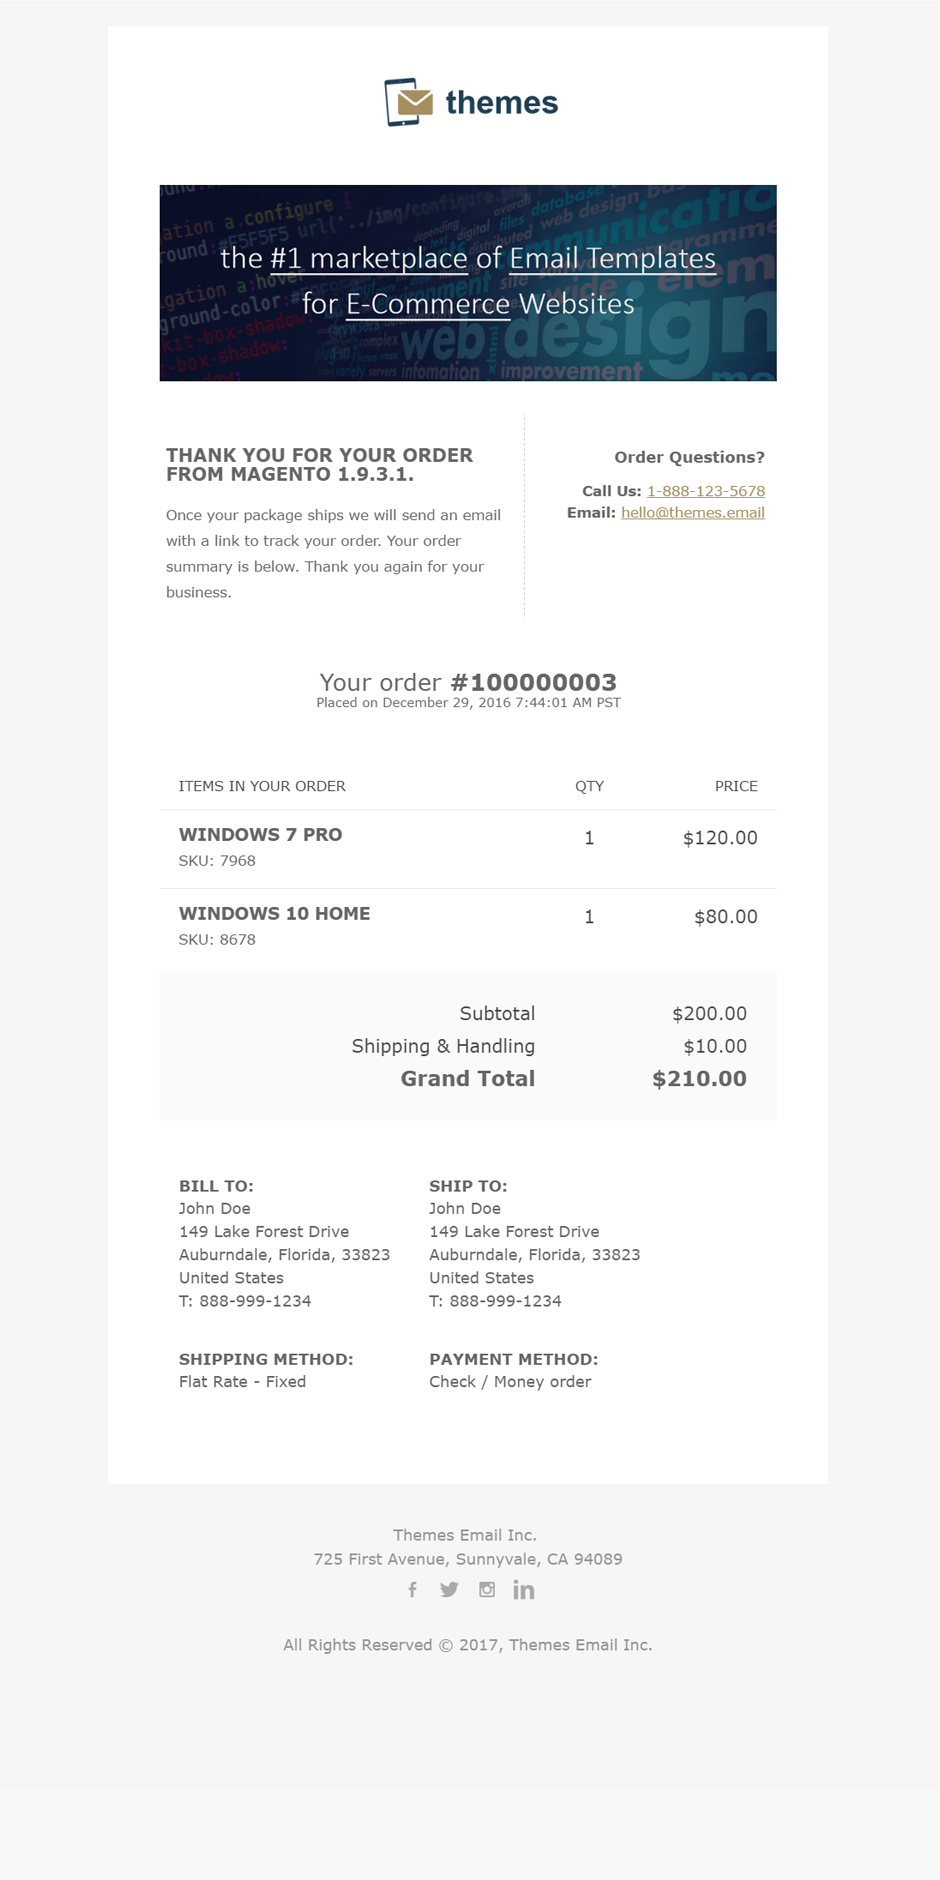 themes
the #1 marketplace of Email Templates
for E-Commerce Websites
THANK YOU FOR YOUR ORDER
FROM MAGENTO 1.9.3.1.
Once your package ships we will send an email
with a link to track your order. Your order
summary is below. Thank you again for your
business.
Order Questions?
Call Us: 1-888-123-5678
Email: hello@themes.email
Your order #100000003
Placed on December 29, 2016 7:44:01 AM PST
ITEMS IN YOUR ORDER QTY PRICE
WINDOWS 7 PRO 1 $120.00
SKU: 7968
WINDOWS 10 HOME 1 $80.00
SKU: 8678
Subtotal $200.00
Shipping & Handling $10.00
Grand Total $210.00
BILL TO:
John Doe
149 Lake Forest Drive
Auburndale, Florida, 33823
United States
T: 888-999-1234
SHIP TO:
John Doe
149 Lake Forest Drive
Auburndale, Florida, 33823
United States
T: 888-999-1234
SHIPPING METHOD:
Flat Rate - Fixed
PAYMENT METHOD:
Check / Money order
Themes Email Inc.
725 First Avenue, Sunnyvale, CA 94089
All Rights Reserved © 2017, Themes Email Inc.